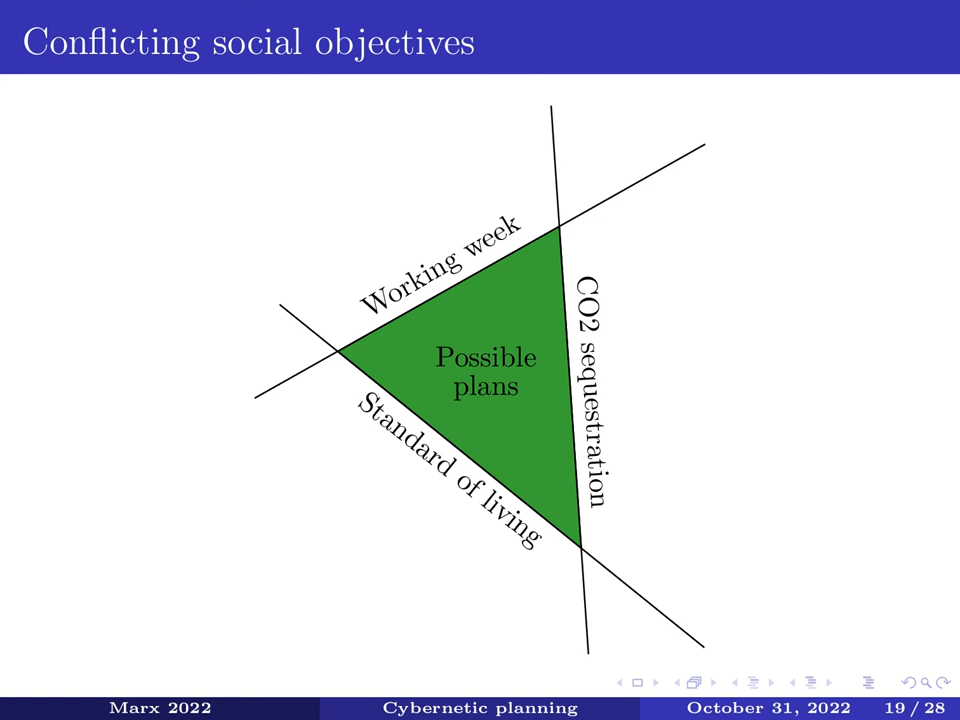 Conflicting social objectives
Working week
CO2 sequestration
Possible
plans
Standard of living
Marx 2022
Cybernetic planning
October 31, 2022
19 / 28